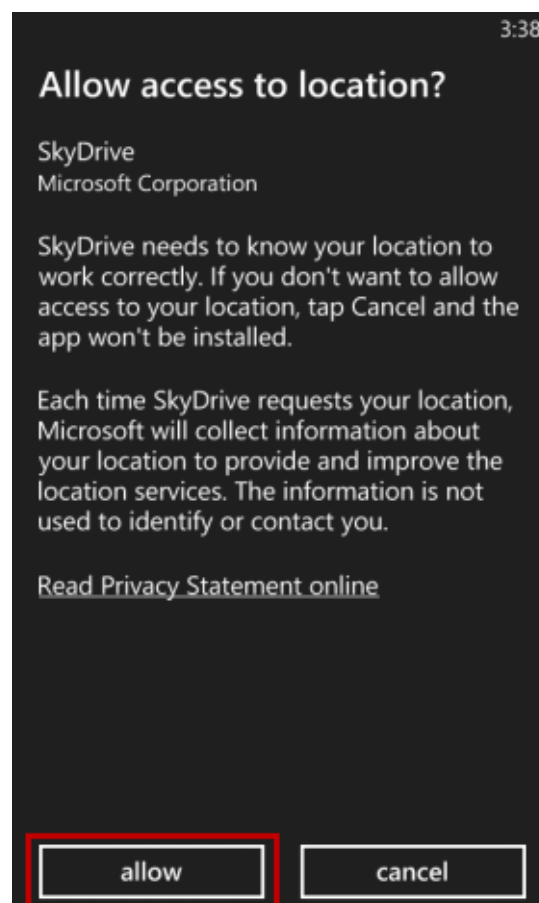 3:38
Allow access to location?
SkyDrive
Microsoft Corporation
SkyDrive needs to know your location to
work correctly. If you don't want to allow
access to your location, tap Cancel and the
app won't be installed.
Each time SkyDrive requests your location,
Microsoft will collect information about
your location to provide and improve the
location services. The information is not
used to identify or contact you.
Read Privacy Statement online
allow
cancel